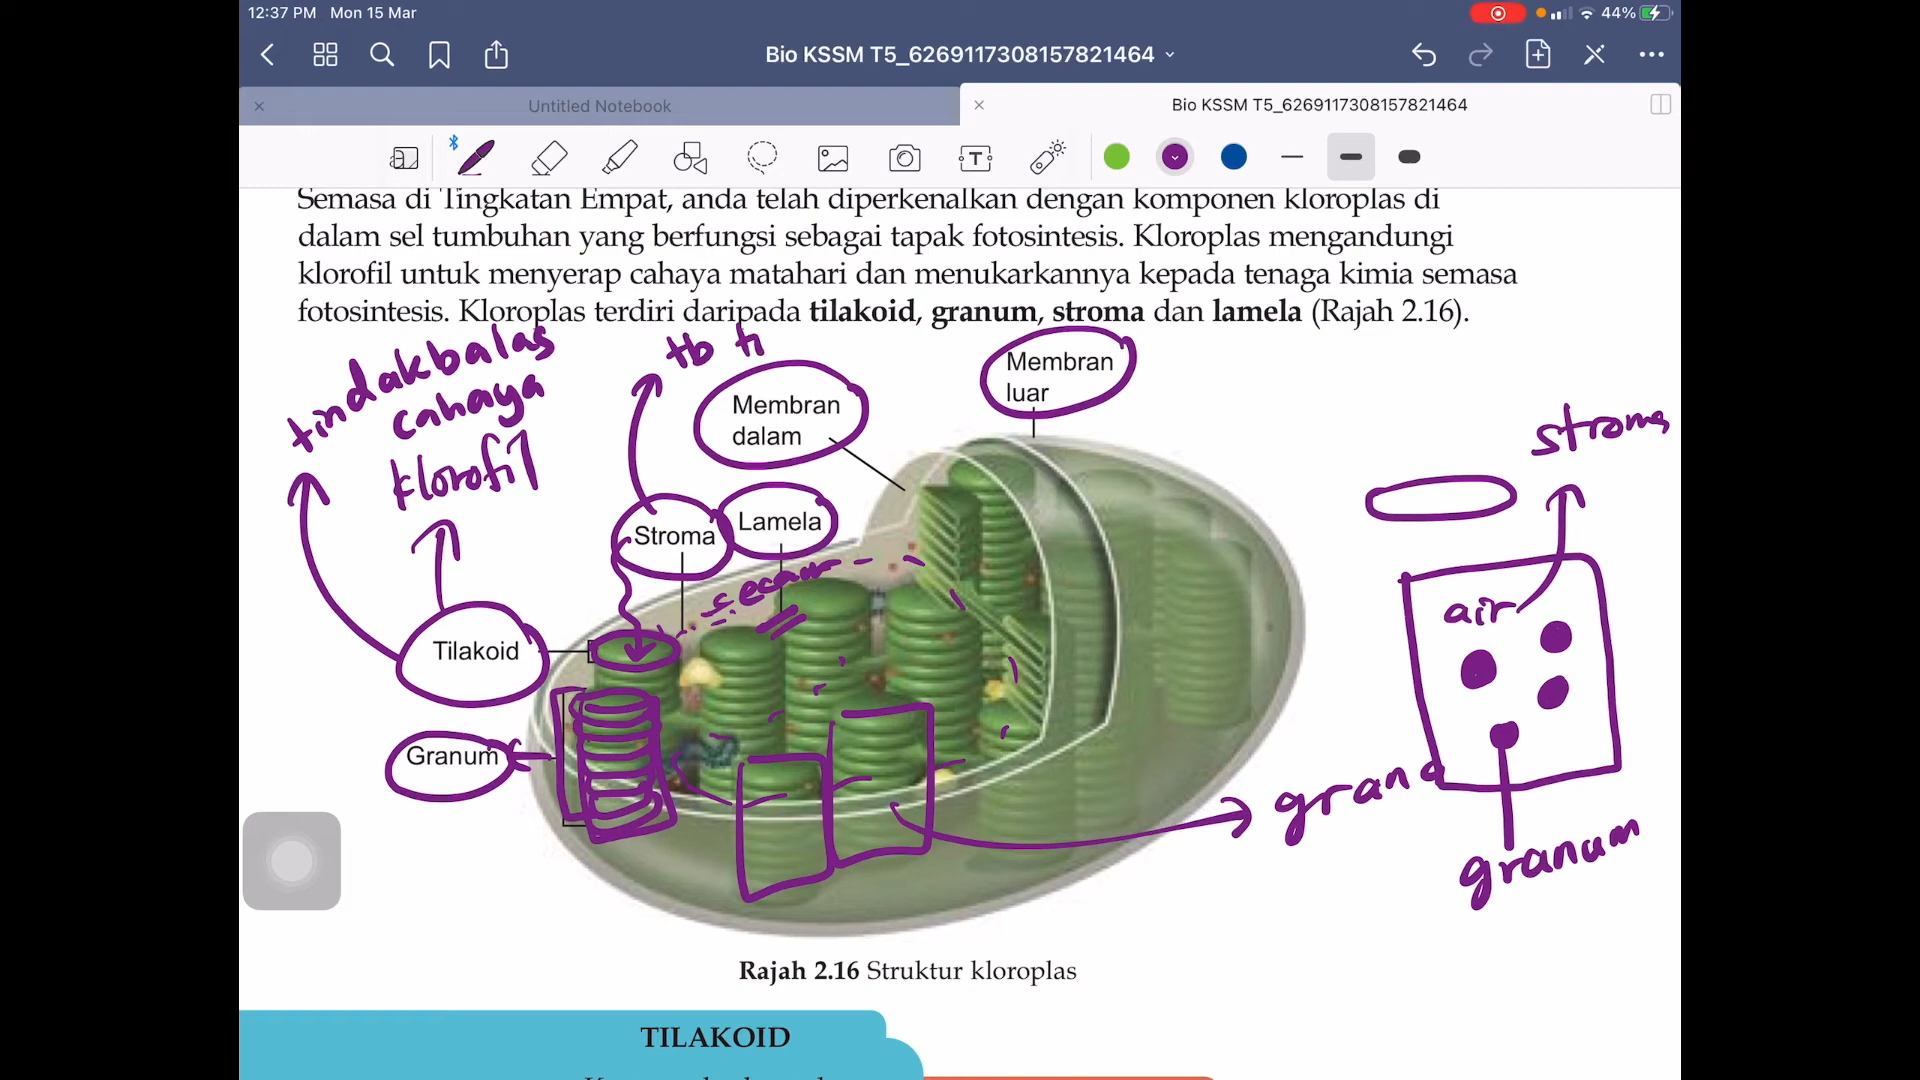 12:37 PM Mon 15 Mar
44%
Bio KSSM T5_6269117308157821464
Untitled Notebook
Bio KSSM T5_6269117308157821464
Semasa di Tingkatan Empat, anda telah diperkenalkan dengan komponen kloroplas di
dalam sel tumbuhan yang berfungsi sebagai tapak fotosintesis. Kloroplas mengandungi
klorofil untuk menyerap cahaya matahari dan menukarkannya kepada tenaga kimia semasa
fotosintesis. Kloroplas terdiri daripada tilakoid, granum, stroma dan lamela (Rajah 2.16).
tindakbalas
cahaya
klorofil
tb
Membran
dalam
Membran
luar
stroma
Stroma
Lamela
cecair
air
Tilakoid
Granum
grana
granum
Rajah 2.16 Struktur kloroplas
TILAKOID